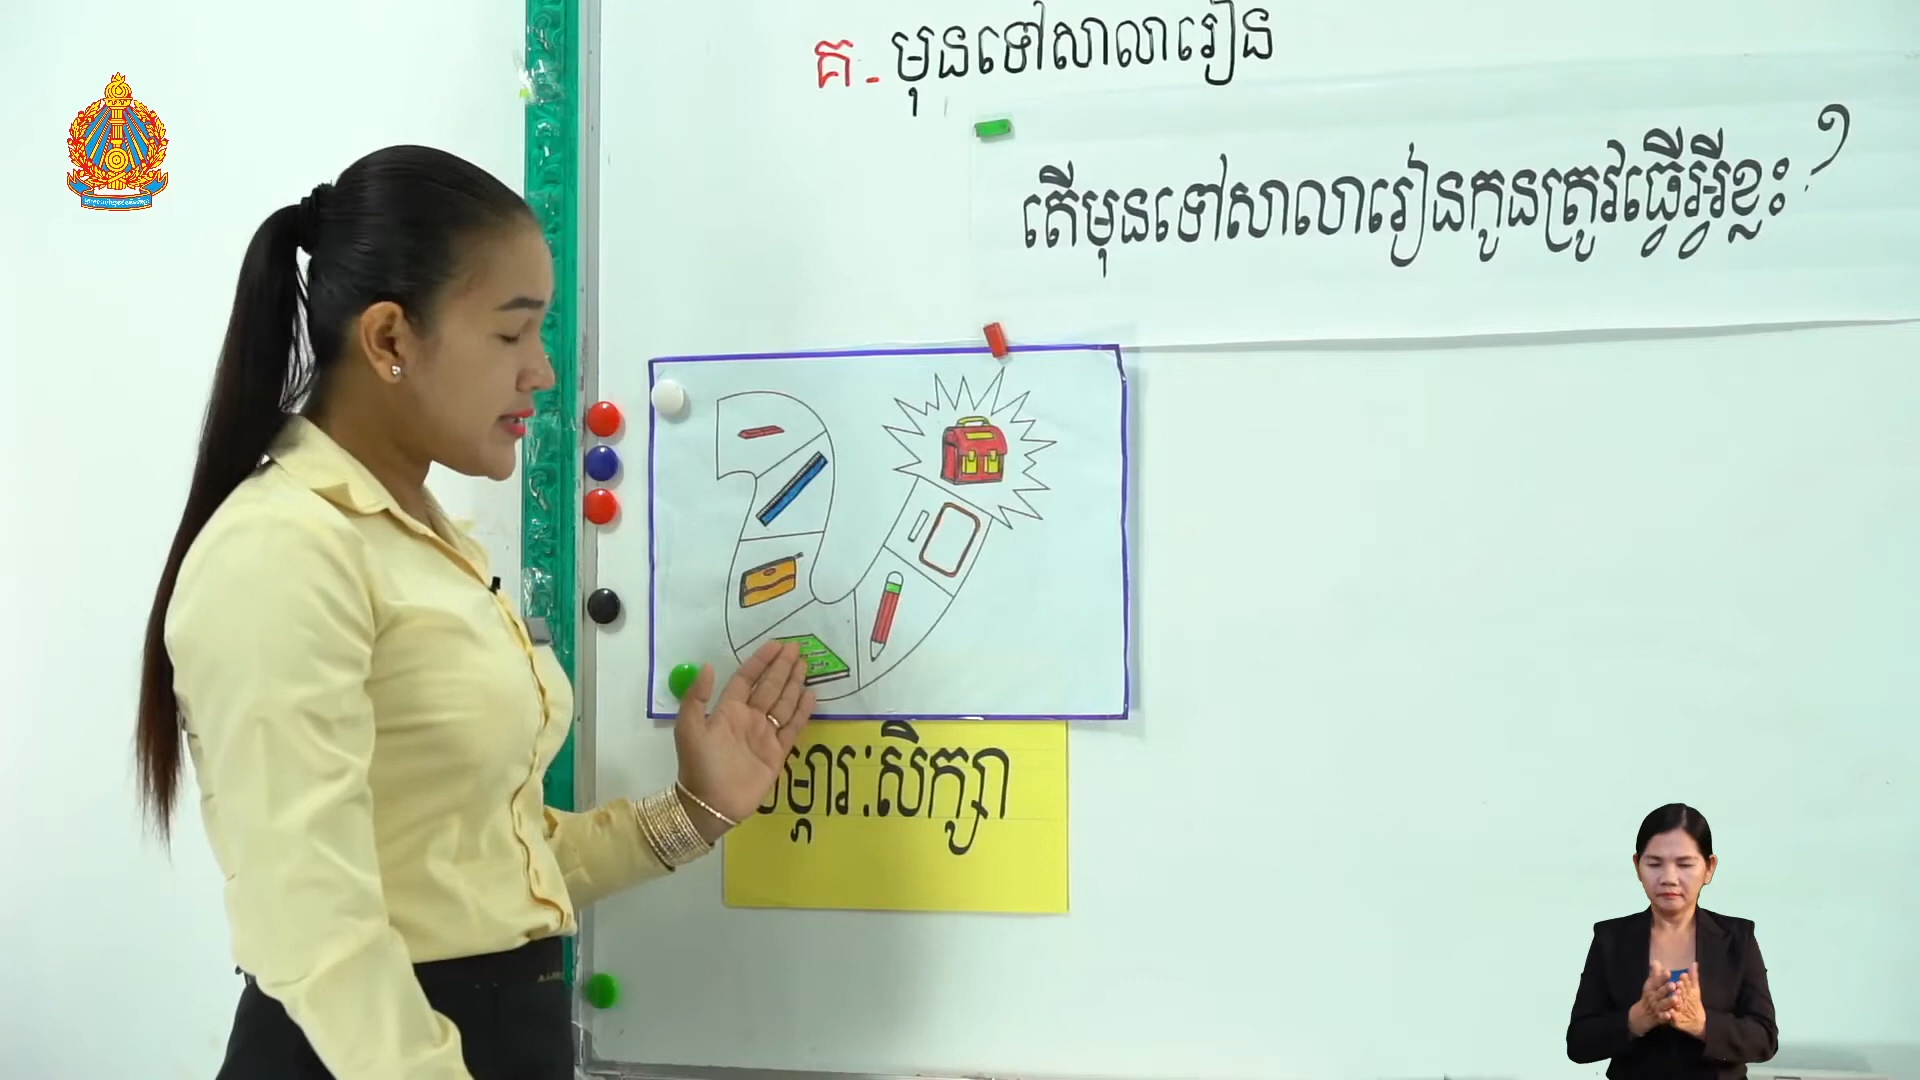 គ - មុនទៅសាលារៀន
តើមុនទៅសាលារៀនកូនត្រូវធ្វើអ្វីខ្លះ ?
សម្ភារៈសិក្សា